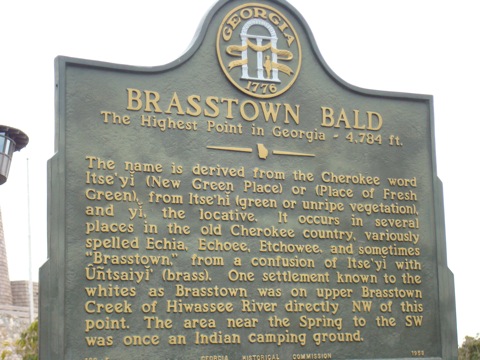 GEORGIA
1776
BRASSTOWN BALD
The Highest Point in Georgia - 4,784 ft.
The name is derived from the Cherokee word
Itse'yi (New Green Place) or (Place of Fresh
Green), from Itse'hi (green or unripe vegetation),
and yi, the locative. It occurs in several
places in the old Cherokee country, variously
spelled Echia, Echoee, Etchowee, and sometimes
"Brasstown," from a confusion of Itse'yi with
Ûñtsaiyi' (brass). One settlement known to the
whites as Brasstown was on upper Brasstown
Creek of Hiwassee River directly NW of this
point. The area near the Spring to the SW
was once an Indian camping ground.
GEORGIA HISTORICAL COMMISSION